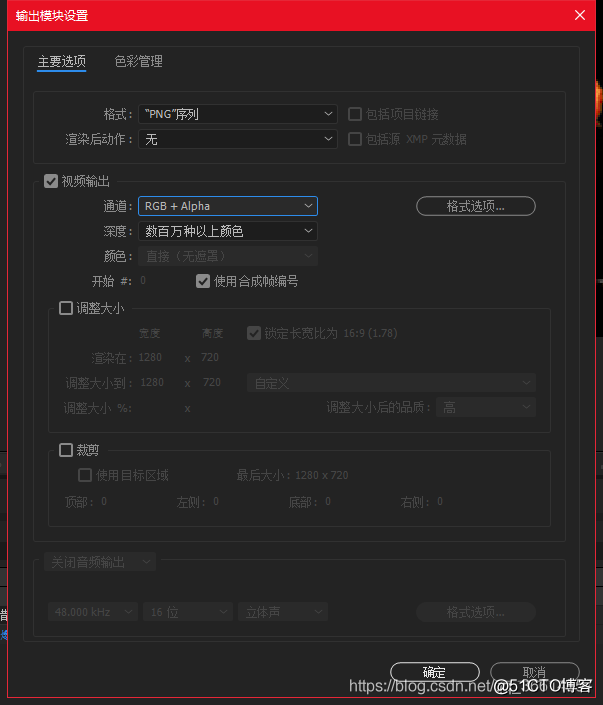 输出模块设置
主要选项 色彩管理
格式: “PNG”序列 包括项目链接
渲染后动作: 无 包括源 XMP 元数据
视频输出
通道: RGB + Alpha 格式选项...
深度: 数百万种以上颜色
颜色: 直接（无遮罩）
开始 #: 0 使用合成帧编号
调整大小
宽度 高度 锁定长宽比为 16:9 (1.78)
渲染在: 1280 x 720
调整大小到: 1280 x 720 自定义
调整大小 %: x 调整大小后的品质: 高
裁剪
使用目标区域 最后大小: 1280 x 720
顶部: 0 左侧: 0 底部: 0 右侧: 0
关闭音频输出
48.000 kHz 16 位 立体声 格式选项...
确定 取消
https://blog.csdn.net/
@51CTO博客